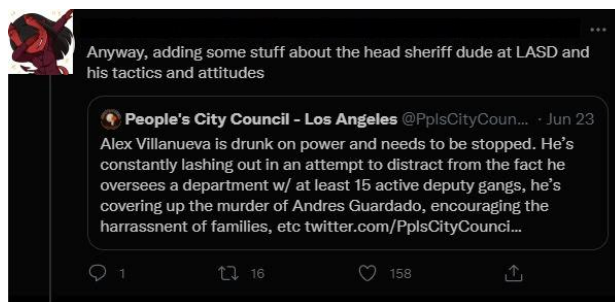 Anyway, adding some stuff about the head sheriff dude at LASD and
his tactics and attitudes
People's City Council - Los Angeles @PplsCityCoun... · Jun 23
Alex Villanueva is drunk on power and needs to be stopped. He's
constantly lashing out in an attempt to distract from the fact he
oversees a department w/ at least 15 active deputy gangs, he's
covering up the murder of Andres Guardado, encouraging the
harrassnent of families, etc twitter.com/PplsCityCounci...
1 16 158